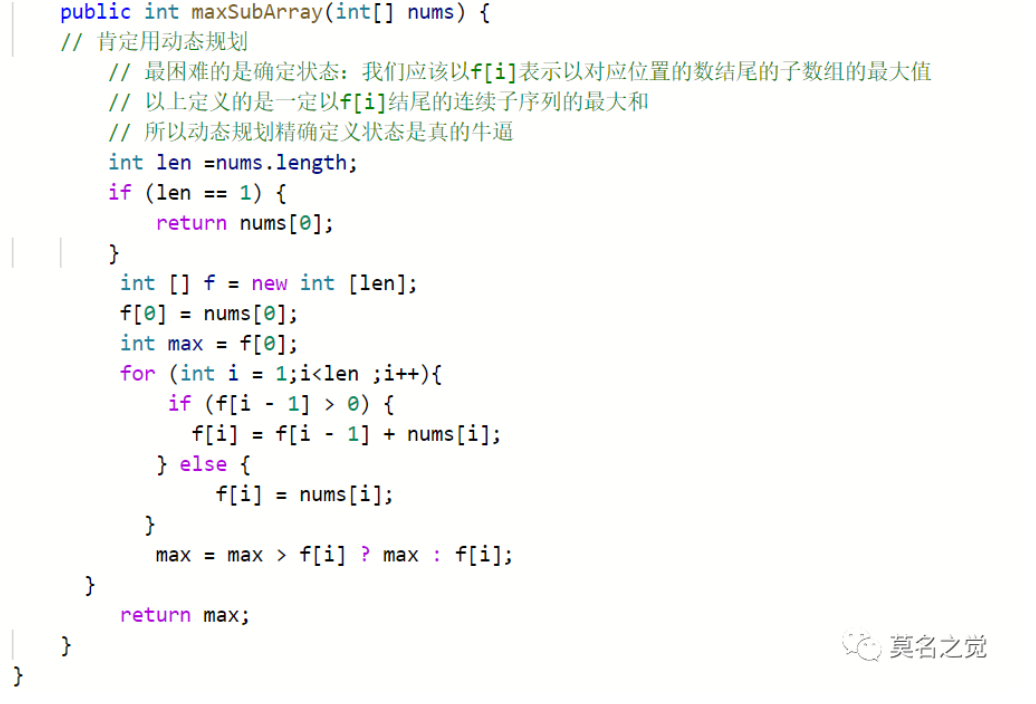 public int maxSubArray(int[] nums) {
// 肯定用动态规划
// 最困难的是确定状态：我们应该以f[i]表示以对应位置的数结尾的子数组的最大值
// 以上定义的是一定以f[i]结尾的连续子序列的最大和
// 所以动态规划精确定义状态是真的牛逼
int len =nums.length;
if (len == 1) {
return nums[0];
}
int [] f = new int [len];
f[0] = nums[0];
int max = f[0];
for (int i = 1;i<len ;i++){
if (f[i - 1] > 0) {
f[i] = f[i - 1] + nums[i];
} else {
f[i] = nums[i];
}
max = max > f[i] ? max : f[i];
}
return max;
}
}
莫名之觉